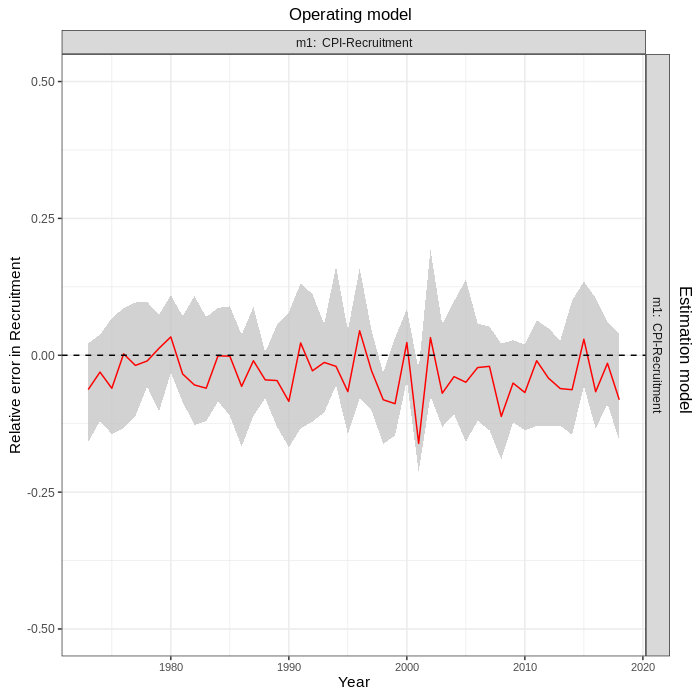 Operating model
m1:  CPI-Recruitment
0.50
0.25
0.00
-0.25
-0.50
Relative error in Recruitment
m1:  CPI-Recruitment
Estimation model
1980
1990
2000
2010
2020
Year